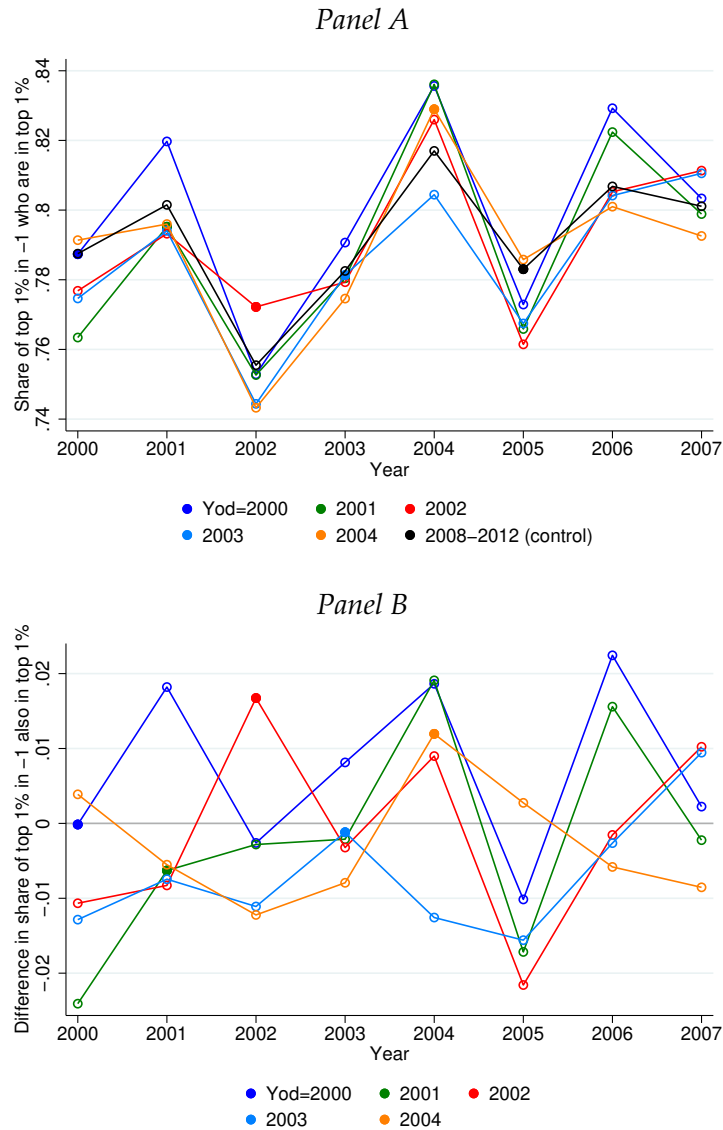 Panel A
Share of top 1% in −1 who are in top 1%
.84
.82
.8
.78
.76
.74
2000 2001 2002 2003 2004 2005 2006 2007
Year
Yod=2000 2001 2002
2003 2004 2008−2012 (control)
Panel B
Difference in share of top 1% in −1 also in top 1%
.02
.01
0
−.01
−.02
2000 2001 2002 2003 2004 2005 2006 2007
Year
Yod=2000 2001 2002
2003 2004